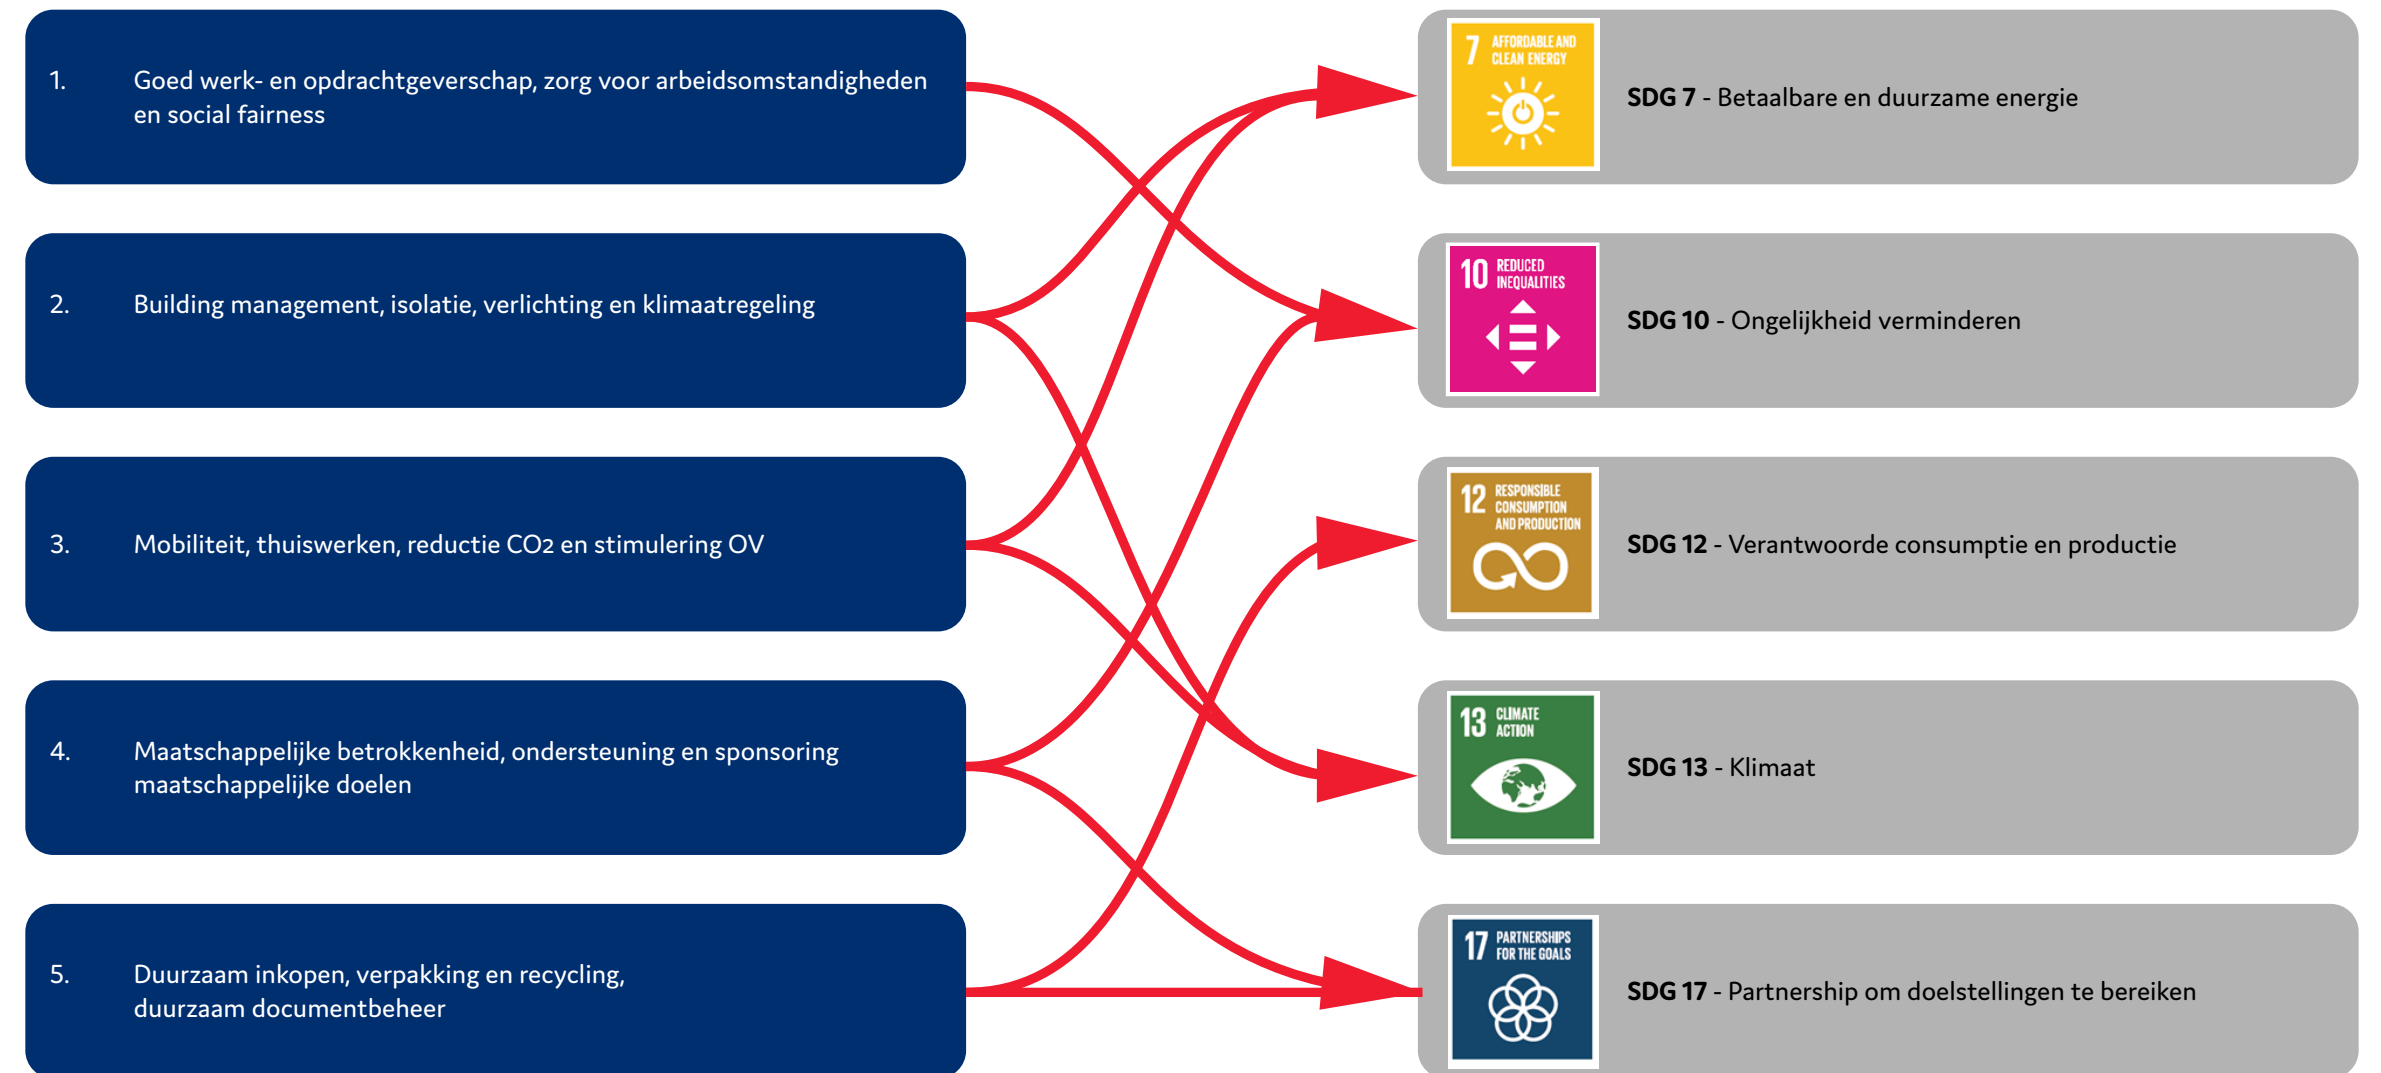 1. Goed werk- en opdrachtgeverschap, zorg voor arbeidsomstandigheden
en social fairness
2. Building management, isolatie, verlichting en klimaatregeling
3. Mobiliteit, thuiswerken, reductie CO2 en stimulering OV
4. Maatschappelijke betrokkenheid, ondersteuning en sponsoring
maatschappelijke doelen
5. Duurzaam inkopen, verpakking en recycling,
duurzaam documentbeheer
7 AFFORDABLE AND
CLEAN ENERGY
SDG 7 - Betaalbare en duurzame energie
10 REDUCED
INEQUALITIES
SDG 10 - Ongelijkheid verminderen
12 RESPONSIBLE
CONSUMPTION
AND PRODUCTION
SDG 12 - Verantwoorde consumptie en productie
13 CLIMATE
ACTION
SDG 13 - Klimaat
17 PARTNERSHIPS
FOR THE GOALS
SDG 17 - Partnership om doelstellingen te bereiken